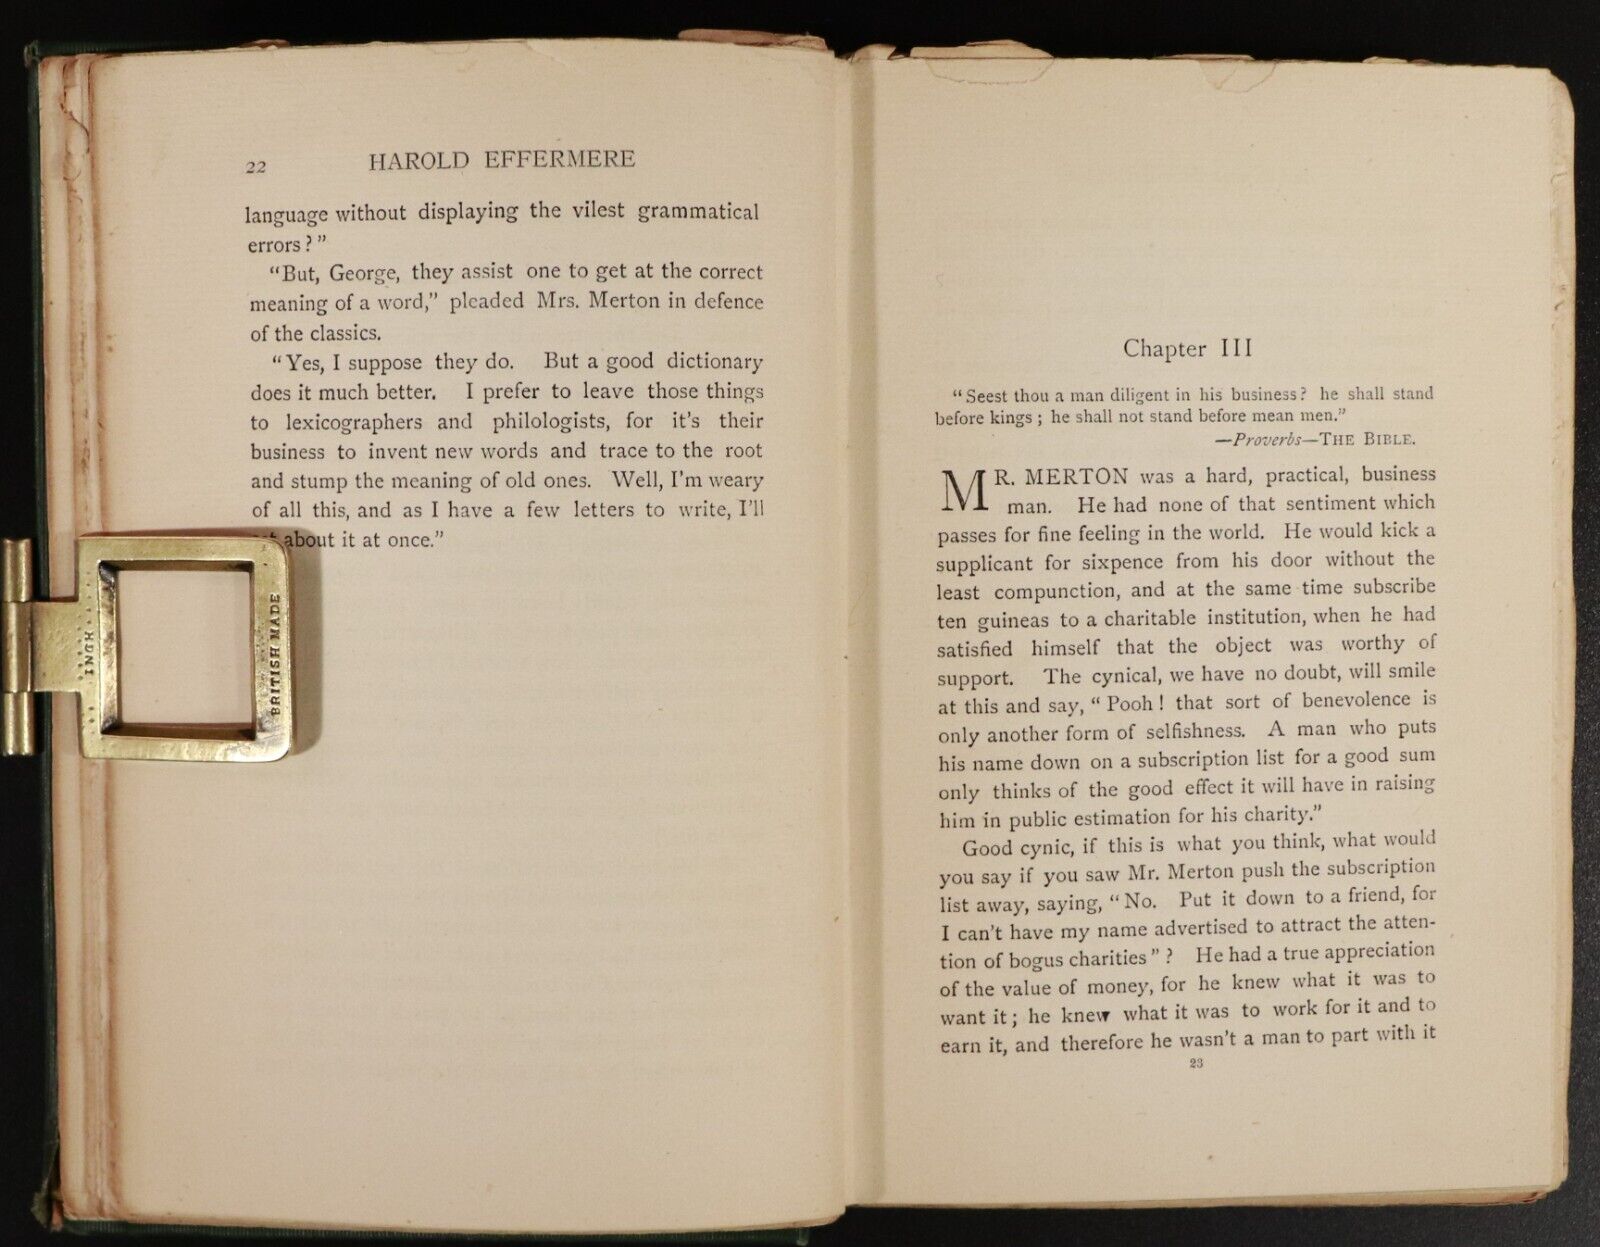 22 HAROLD EFFERMERE
language without displaying the vilest grammatical
errors ? "
"But, George, they assist one to get at the correct
meaning of a word," pleaded Mrs. Merton in defence
of the classics.
"Yes, I suppose they do. But a good dictionary
does it much better. I prefer to leave those things
to lexicographers and philologists, for it's their
business to invent new words and trace to the root
and stump the meaning of old ones. Well, I'm weary
of all this, and as I have a few letters to write, I'll
about it at once."
INGH
BRITISH MADE
Chapter III
"Seest thou a man diligent in his business? he shall stand
before kings ; he shall not stand before mean men."
—Proverbs—THE BIBLE.
MR. MERTON was a hard, practical, business
man. He had none of that sentiment which
passes for fine feeling in the world. He would kick a
supplicant for sixpence from his door without the
least compunction, and at the same time subscribe
ten guineas to a charitable institution, when he had
satisfied himself that the object was worthy of
support. The cynical, we have no doubt, will smile
at this and say, " Pooh ! that sort of benevolence is
only another form of selfishness. A man who puts
his name down on a subscription list for a good sum
only thinks of the good effect it will have in raising
him in public estimation for his charity."
Good cynic, if this is what you think, what would
you say if you saw Mr. Merton push the subscription
list away, saying, " No. Put it down to a friend, for
I can't have my name advertised to attract the atten-
tion of bogus charities " ? He had a true appreciation
of the value of money, for he knew what it was to
want it ; he knew what it was to work for it and to
earn it, and therefore he wasn't a man to part with it
23